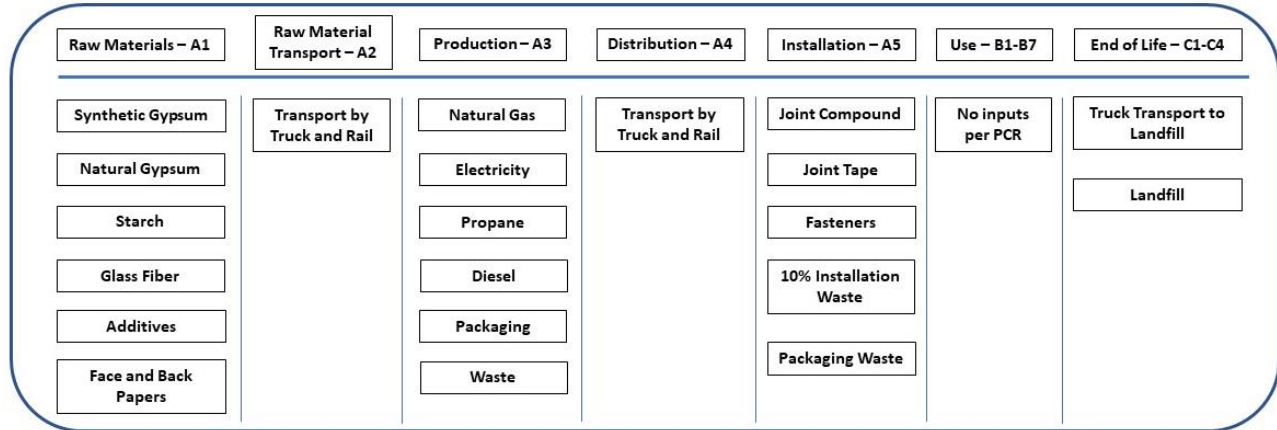 Raw Materials – A1
Raw Material
Transport – A2
Production – A3
Distribution – A4
Installation – A5
Use – B1-B7
End of Life – C1-C4
Synthetic Gypsum
Natural Gypsum
Starch
Glass Fiber
Additives
Face and Back
Papers
Transport by
Truck and Rail
Natural Gas
Electricity
Propane
Diesel
Packaging
Waste
Transport by
Truck and Rail
Joint Compound
Joint Tape
Fasteners
10% Installation
Waste
Packaging Waste
No inputs
per PCR
Truck Transport to
Landfill
Landfill